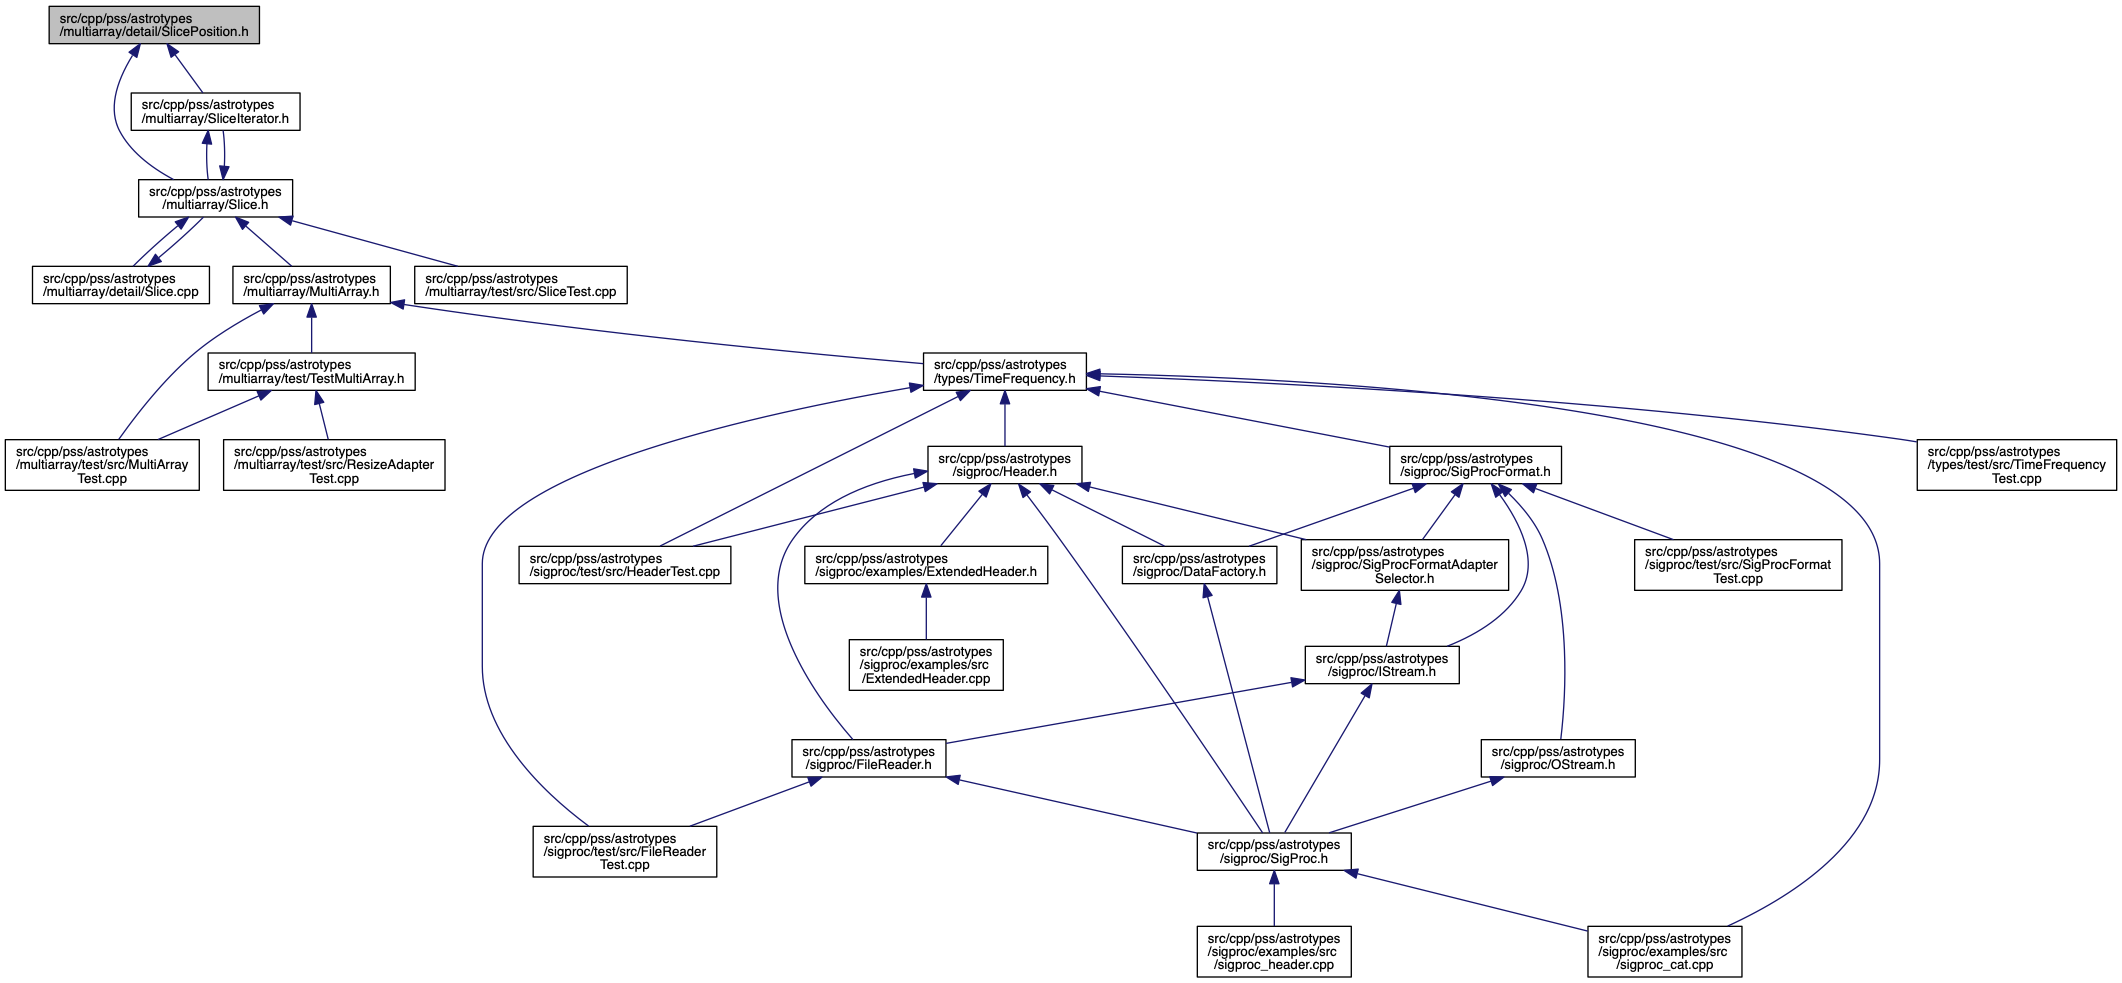 src/cpp/pss/astrotypes
/multiarray/detail/SlicePosition.h
src/cpp/pss/astrotypes
/multiarray/SliceIterator.h
src/cpp/pss/astrotypes
/multiarray/Slice.h
src/cpp/pss/astrotypes
/multiarray/detail/Slice.cpp
src/cpp/pss/astrotypes
/multiarray/MultiArray.h
src/cpp/pss/astrotypes
/multiarray/test/src/SliceTest.cpp
src/cpp/pss/astrotypes
/multiarray/test/TestMultiArray.h
src/cpp/pss/astrotypes
/types/TimeFrequency.h
src/cpp/pss/astrotypes
/multiarray/test/src/MultiArray
Test.cpp
src/cpp/pss/astrotypes
/multiarray/test/src/ResizeAdapter
Test.cpp
src/cpp/pss/astrotypes
/sigproc/Header.h
src/cpp/pss/astrotypes
/sigproc/SigProcFormat.h
src/cpp/pss/astrotypes
/types/test/src/TimeFrequency
Test.cpp
src/cpp/pss/astrotypes
/sigproc/test/src/HeaderTest.cpp
src/cpp/pss/astrotypes
/sigproc/examples/ExtendedHeader.h
src/cpp/pss/astrotypes
/sigproc/DataFactory.h
src/cpp/pss/astrotypes
/sigproc/SigProcFormatAdapter
Selector.h
src/cpp/pss/astrotypes
/sigproc/test/src/SigProcFormat
Test.cpp
src/cpp/pss/astrotypes
/sigproc/examples/src
/ExtendedHeader.cpp
src/cpp/pss/astrotypes
/sigproc/IStream.h
src/cpp/pss/astrotypes
/sigproc/FileReader.h
src/cpp/pss/astrotypes
/sigproc/OStream.h
src/cpp/pss/astrotypes
/sigproc/test/src/FileReader
Test.cpp
src/cpp/pss/astrotypes
/sigproc/SigProc.h
src/cpp/pss/astrotypes
/sigproc/examples/src
/sigproc_header.cpp
src/cpp/pss/astrotypes
/sigproc/examples/src
/sigproc_cat.cpp